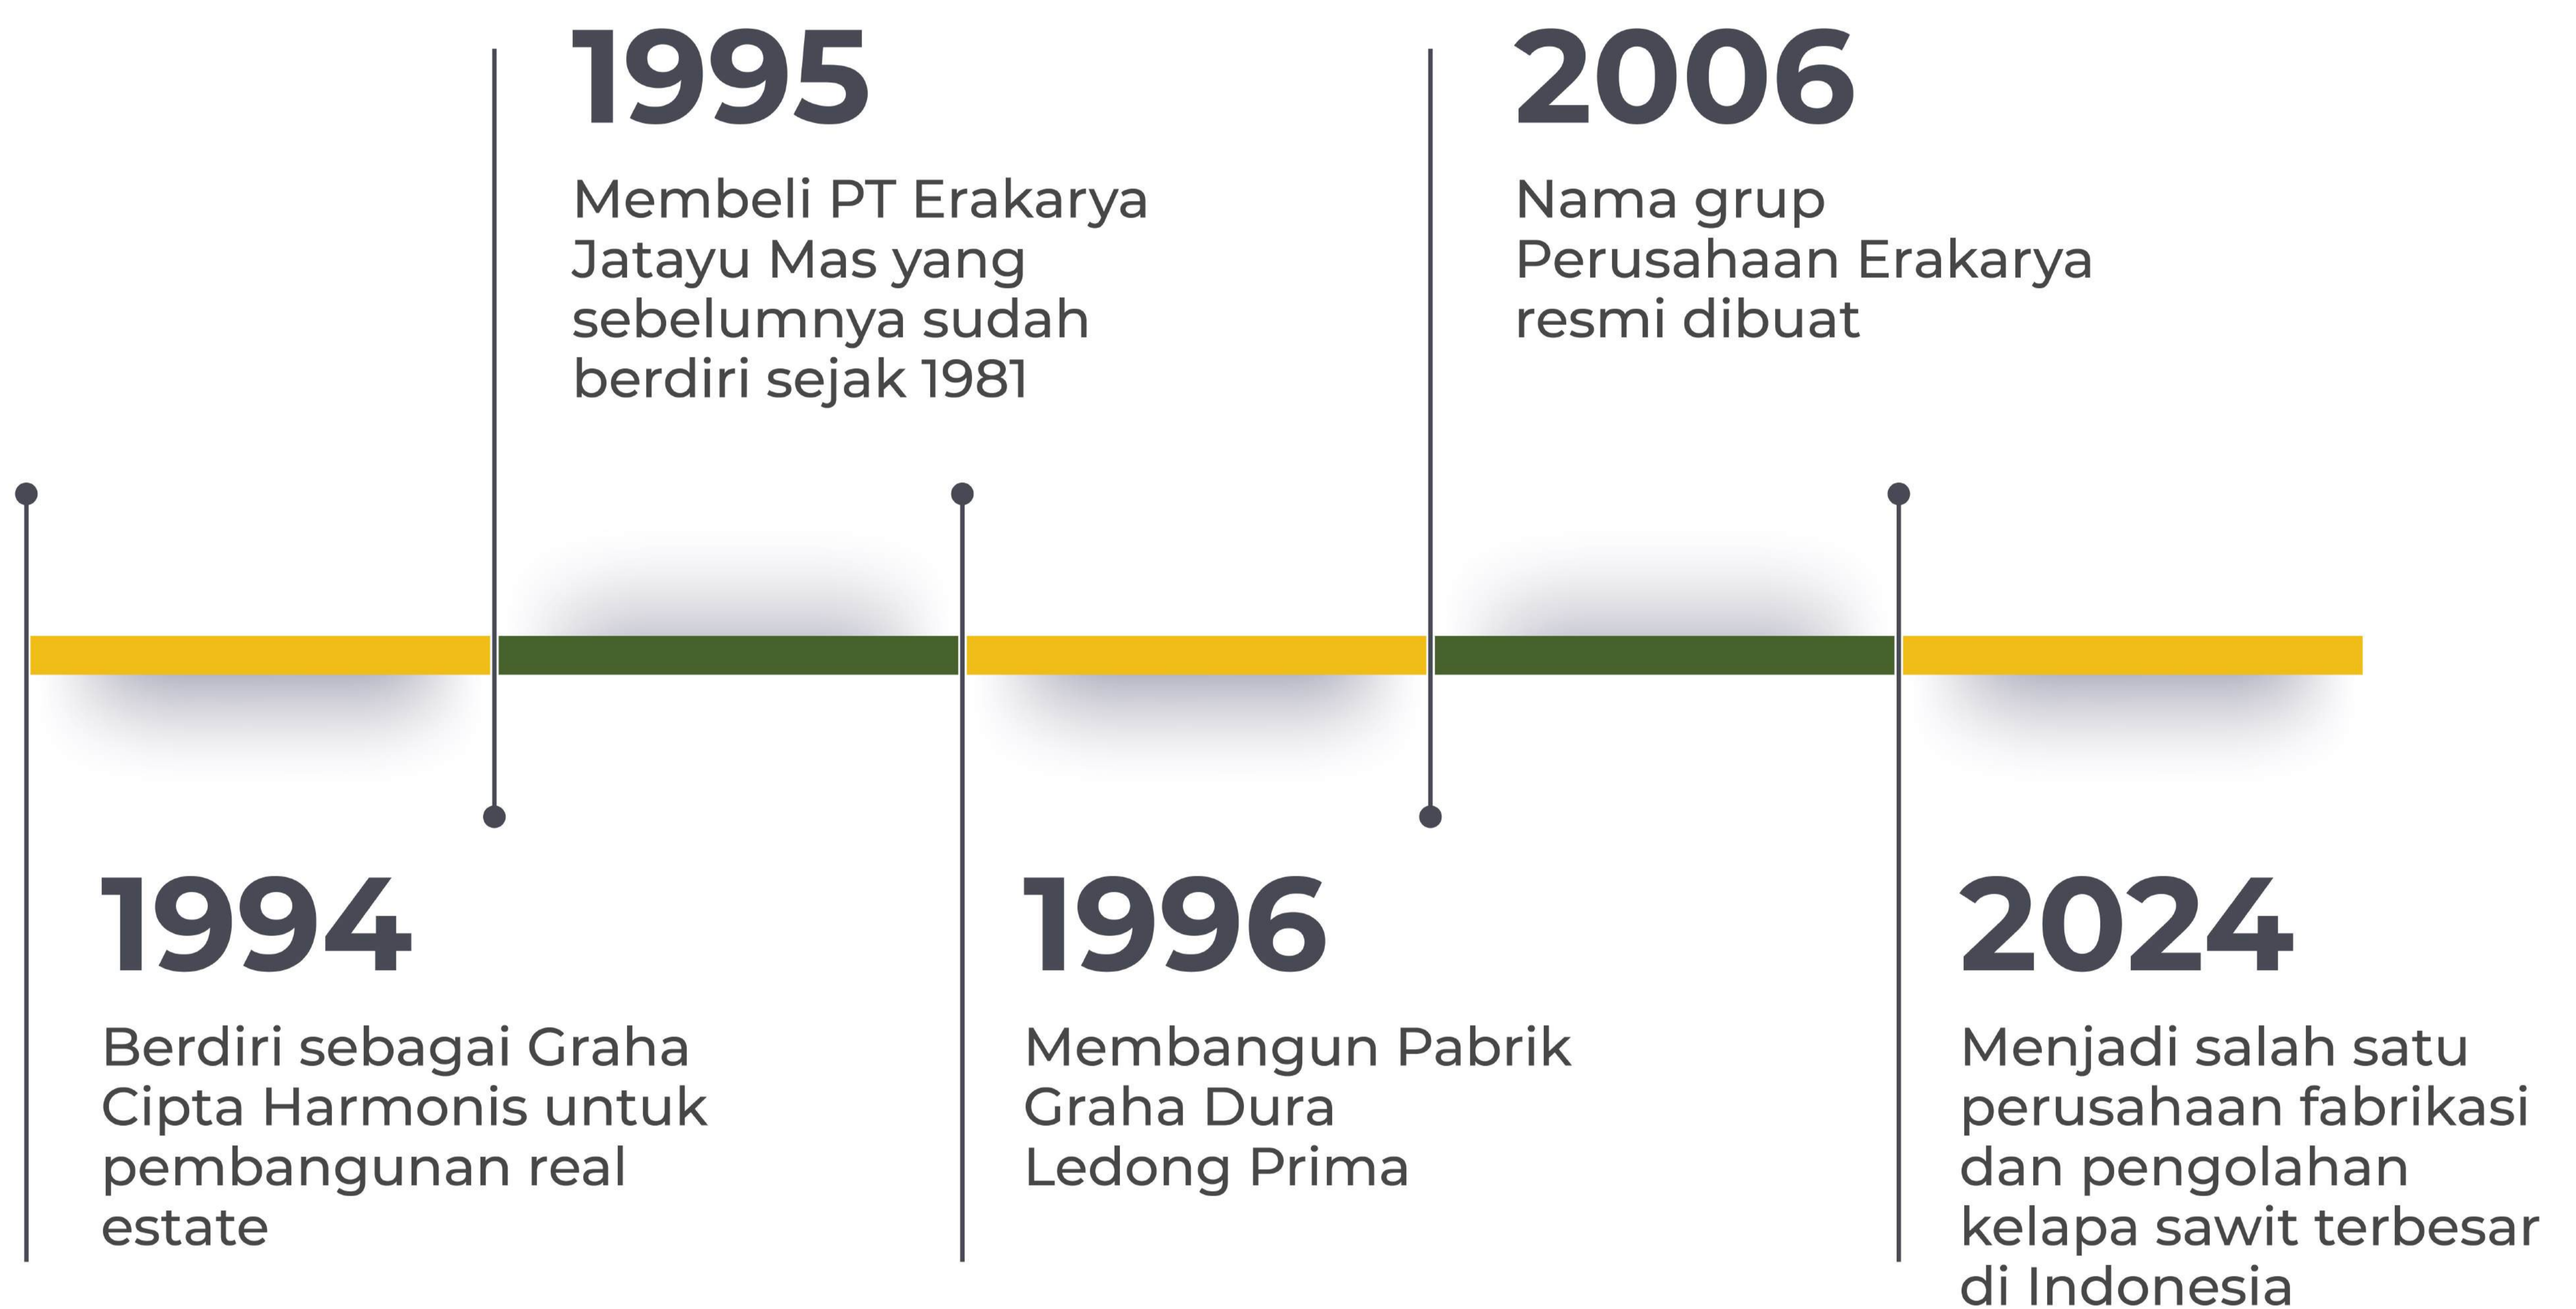 1995
Membeli PT Erakarya
Jatayu Mas yang
sebelumnya sudah
berdiri sejak 1981
2006
Nama grup
Perusahaan Erakarya
resmi dibuat
1994
Berdiri sebagai Graha
Cipta Harmonis untuk
pembangunan real
estate
1996
Membangun Pabrik
Graha Dura
Ledong Prima
2024
Menjadi salah satu
perusahaan fabrikasi
dan pengolahan
kelapa sawit terbesar
di Indonesia